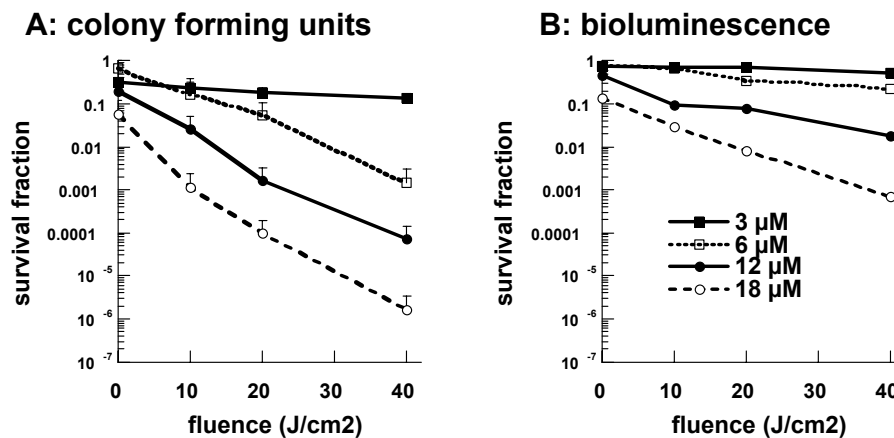 A: colony forming units
1
0.1
0.01
0.001
0.0001
10 -5
10 -6
10 -7
survival fraction
0 10 20 30 40
fluence (J/cm2)
B: bioluminescence
1
0.1
0.01
0.001
0.0001
10 -5
10 -6
10 -7
survival fraction
3 µM
6 µM
12 µM
18 µM
0 10 20 30 40
fluence (J/cm2)